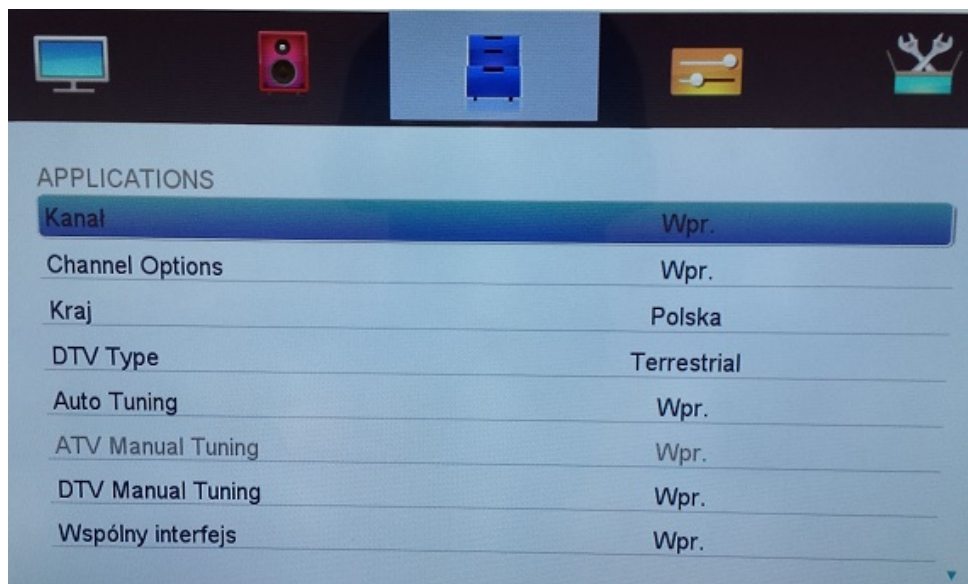 APPLICATIONS
Kanał Wpr.
Channel Options Wpr.
Kraj Polska
DTV Type Terrestrial
Auto Tuning Wpr.
ATV Manual Tuning Wpr.
DTV Manual Tuning Wpr.
Wspólny interfejs Wpr.